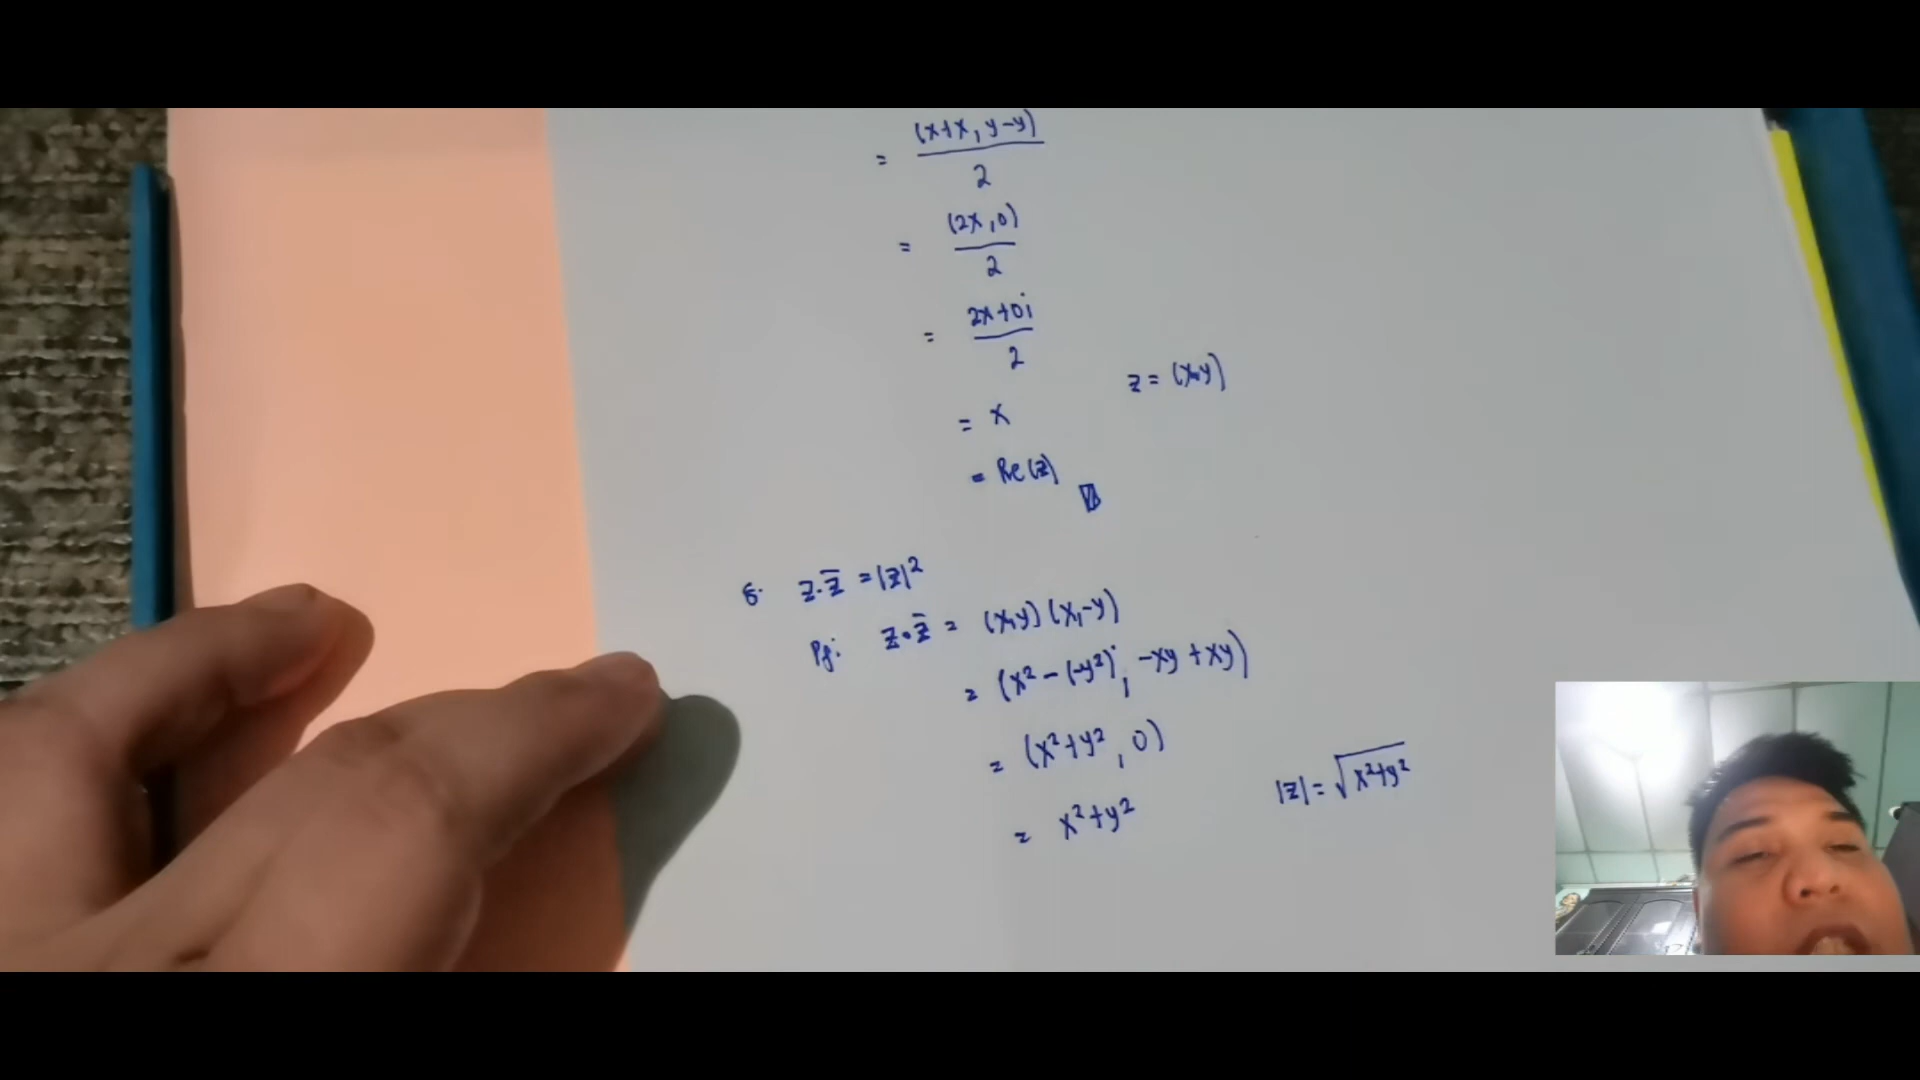 = (x+x, y-y) / 2
= (2x, 0) / 2
= 2x+0i / 2
z = (x,y)
= x
= Re(z)
8. z·z̅ = |z|²
Pf: z·z̅ = (x,y)(x,-y)
= (x²-(-y²), -xy+xy)
= (x²+y², 0)
= x²+y²
|z| = √x²+y²